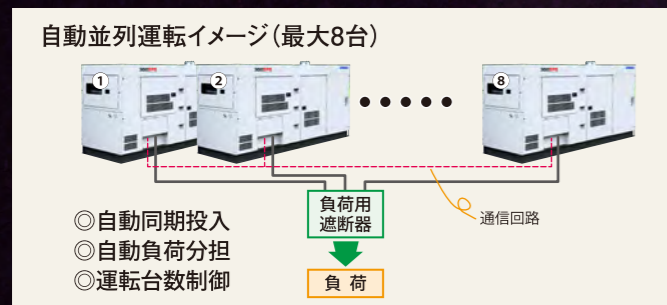 自動並列運転イメージ(最大8台)
① ② ⑧
通信回路
負荷用
遮断器
◎自動同期投入
◎自動負荷分担
◎運転台数制御
負 荷